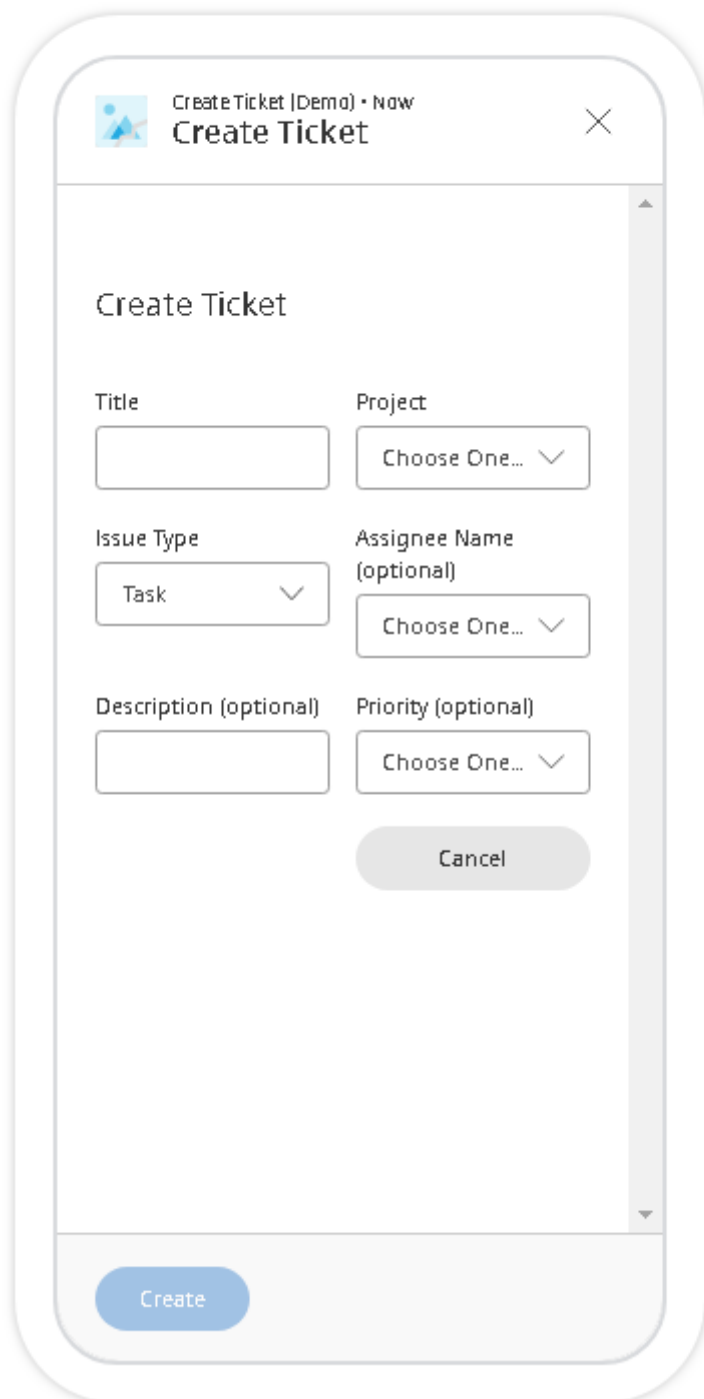 Create Ticket (Demo) • Now
Create Ticket
Create Ticket
Title
Project
Choose One...
Issue Type
Assignee Name
(optional)
Task
Choose One...
Description (optional)
Priority (optional)
Choose One...
Cancel
Create